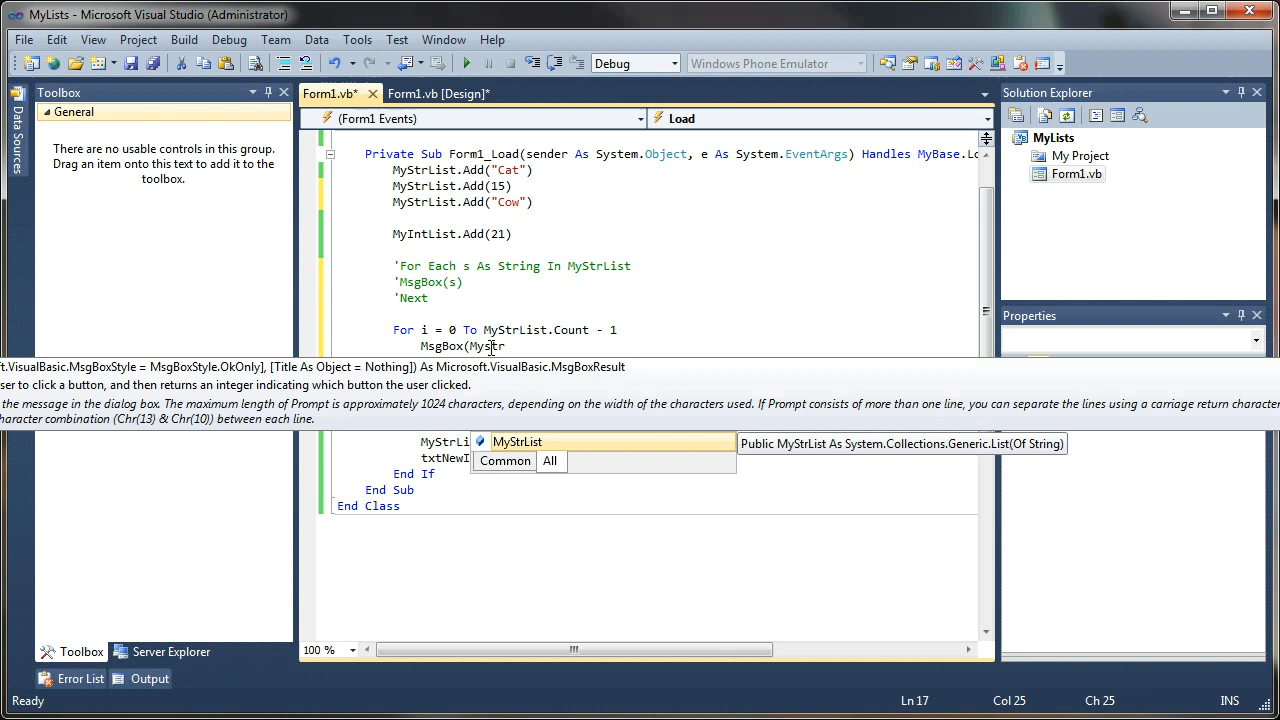 MyLists - Microsoft Visual Studio (Administrator)
File Edit View Project Build Debug Team Data Tools Test Window Help
Debug Windows Phone Emulator
Toolbox
General
There are no usable controls in this group.
Drag an item onto this text to add it to the
toolbox.
Data Sources
Form1.vb* Form1.vb [Design]*
(Form1 Events) Load
Private Sub Form1_Load(sender As System.Object, e As System.EventArgs) Handles MyBase.Lo
MyStrList.Add("Cat")
MyStrList.Add(15)
MyStrList.Add("Cow")
MyIntList.Add(21)
'For Each s As String In MyStrList
'MsgBox(s)
'Next
For i = 0 To MyStrList.Count - 1
MsgBox(Mystr
ft.VisualBasic.MsgBoxStyle = MsgBoxStyle.OkOnly], [Title As Object = Nothing]) As Microsoft.VisualBasic.MsgBoxResult
ser to click a button, and then returns an integer indicating which button the user clicked.
the message in the dialog box. The maximum length of Prompt is approximately 1024 characters, depending on the width of the characters used. If Prompt consists of more than one line, you can separate the lines using a carriage return character
haracter combination (Chr(13) & Chr(10)) between each line.
MyStrLi
MyStrList
Public MyStrList As System.Collections.Generic.List(Of String)
txtNewI
Common All
End If
End Sub
End Class
100 %
Solution Explorer
MyLists
My Project
Form1.vb
Properties
Toolbox Server Explorer
Error List Output
Ready Ln 17 Col 25 Ch 25 INS